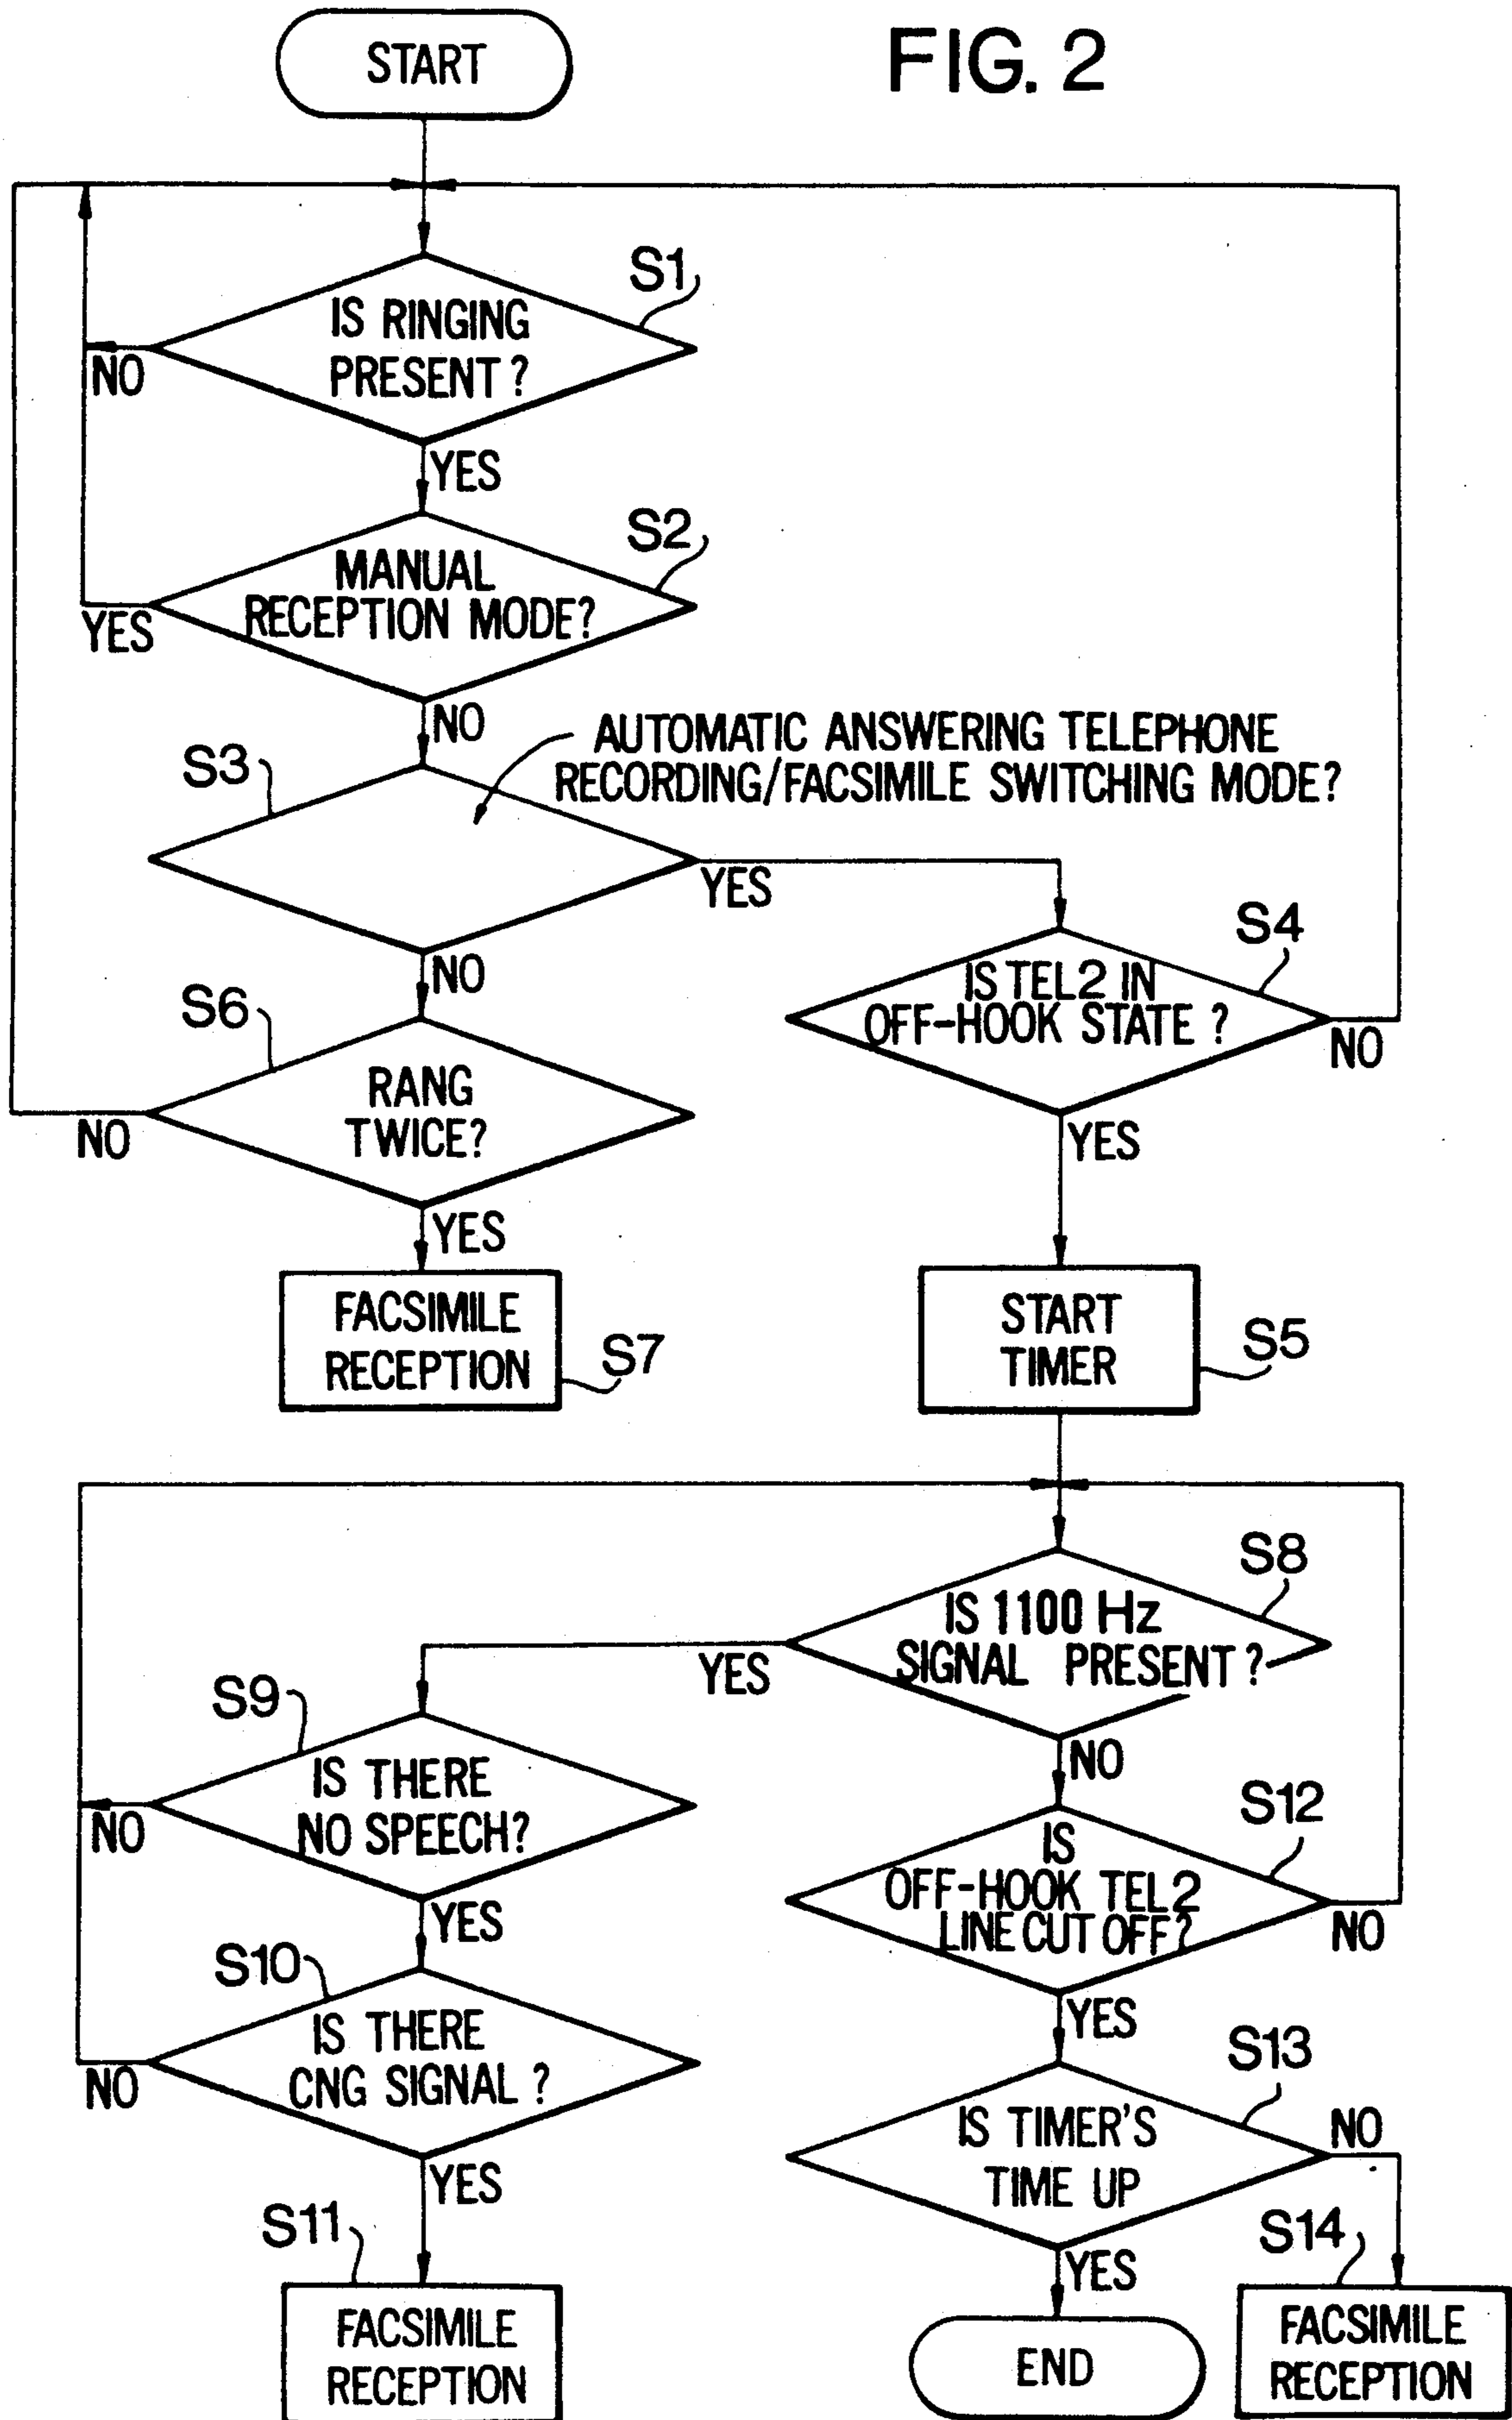 FIG. 2
START
S1
IS RINGING
PRESENT ?
NO
YES
S2
MANUAL
RECEPTION MODE?
YES
NO
AUTOMATIC ANSWERING TELEPHONE
RECORDING/FACSIMILE SWITCHING MODE?
S3
YES
NO
S4
IS TEL2 IN
OFF-HOOK STATE ?
NO
YES
S6
RANG
TWICE?
NO
YES
FACSIMILE
RECEPTION
S7
START
TIMER
S5
S8
IS 1100 Hz
SIGNAL PRESENT ?
YES
NO
S9
IS THERE
NO SPEECH?
NO
YES
S12
IS
OFF-HOOK TEL2
LINE CUT OFF?
NO
YES
S10
IS THERE
CNG SIGNAL ?
NO
YES
S13
IS TIMER'S
TIME UP
NO
YES
S11
FACSIMILE
RECEPTION
END
S14
FACSIMILE
RECEPTION